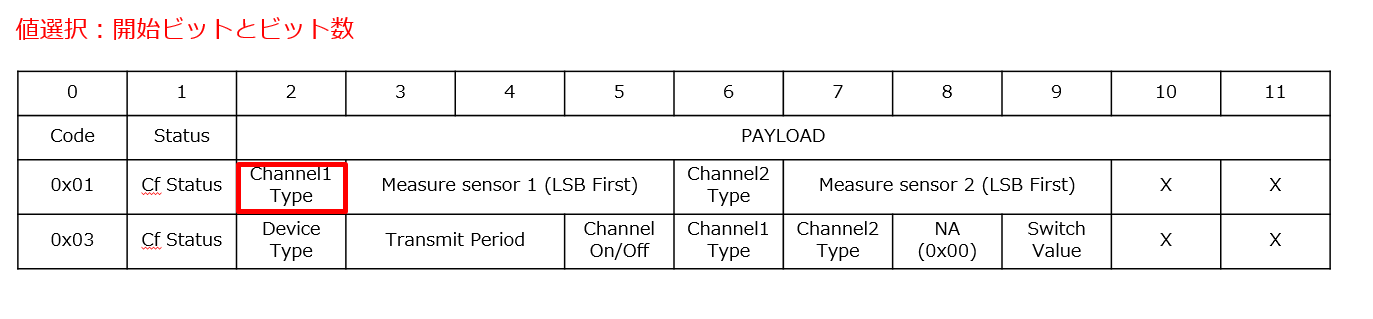 値選択：開始ビットとビット数
0 1 2 3 4 5 6 7 8 9 10 11
Code Status PAYLOAD
0x01 Cf Status Channel1 Type Measure sensor 1 (LSB First) Channel2 Type Measure sensor 2 (LSB First) X X
0x03 Cf Status Device Type Transmit Period Channel On/Off Channel1 Type Channel2 Type NA (0x00) Switch Value X X